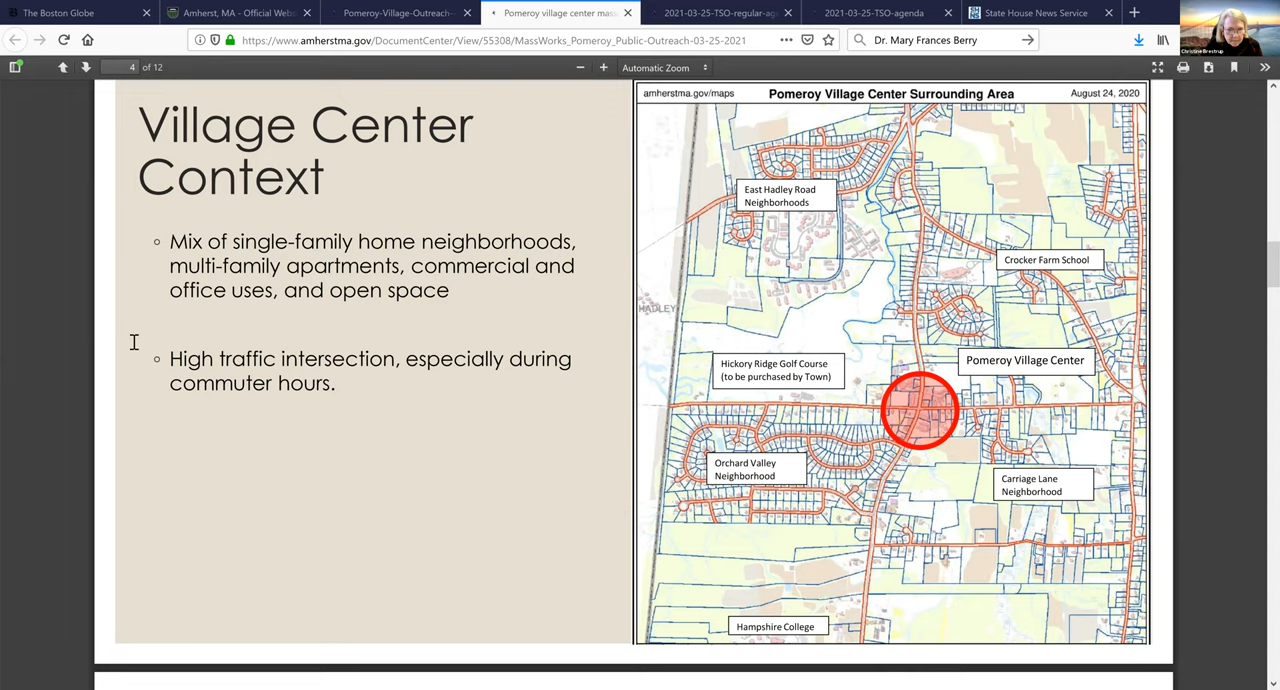 The Boston Globe
Amherst, MA - Official Webs
Pomeroy-Village-Outreach-
Pomeroy village center mass
2021-03-25-TSO-regular-age
2021-03-25-TSO-agenda
State House News Service
https://www.amherstma.gov/DocumentCenter/View/55308/MassWorks_Pomeroy_Public-Outreach-03-25-2021
Dr. Mary Frances Berry
Christine Brestrup
4 of 12
Automatic Zoom
Village Center
Context
Mix of single-family home neighborhoods,
multi-family apartments, commercial and
office uses, and open space
High traffic intersection, especially during
commuter hours.
amherstma.gov/maps
Pomeroy Village Center Surrounding Area
August 24, 2020
East Hadley Road
Neighborhoods
Crocker Farm School
HADLEY
Hickory Ridge Golf Course
(to be purchased by Town)
Pomeroy Village Center
Orchard Valley
Neighborhood
Carriage Lane
Neighborhood
Hampshire College